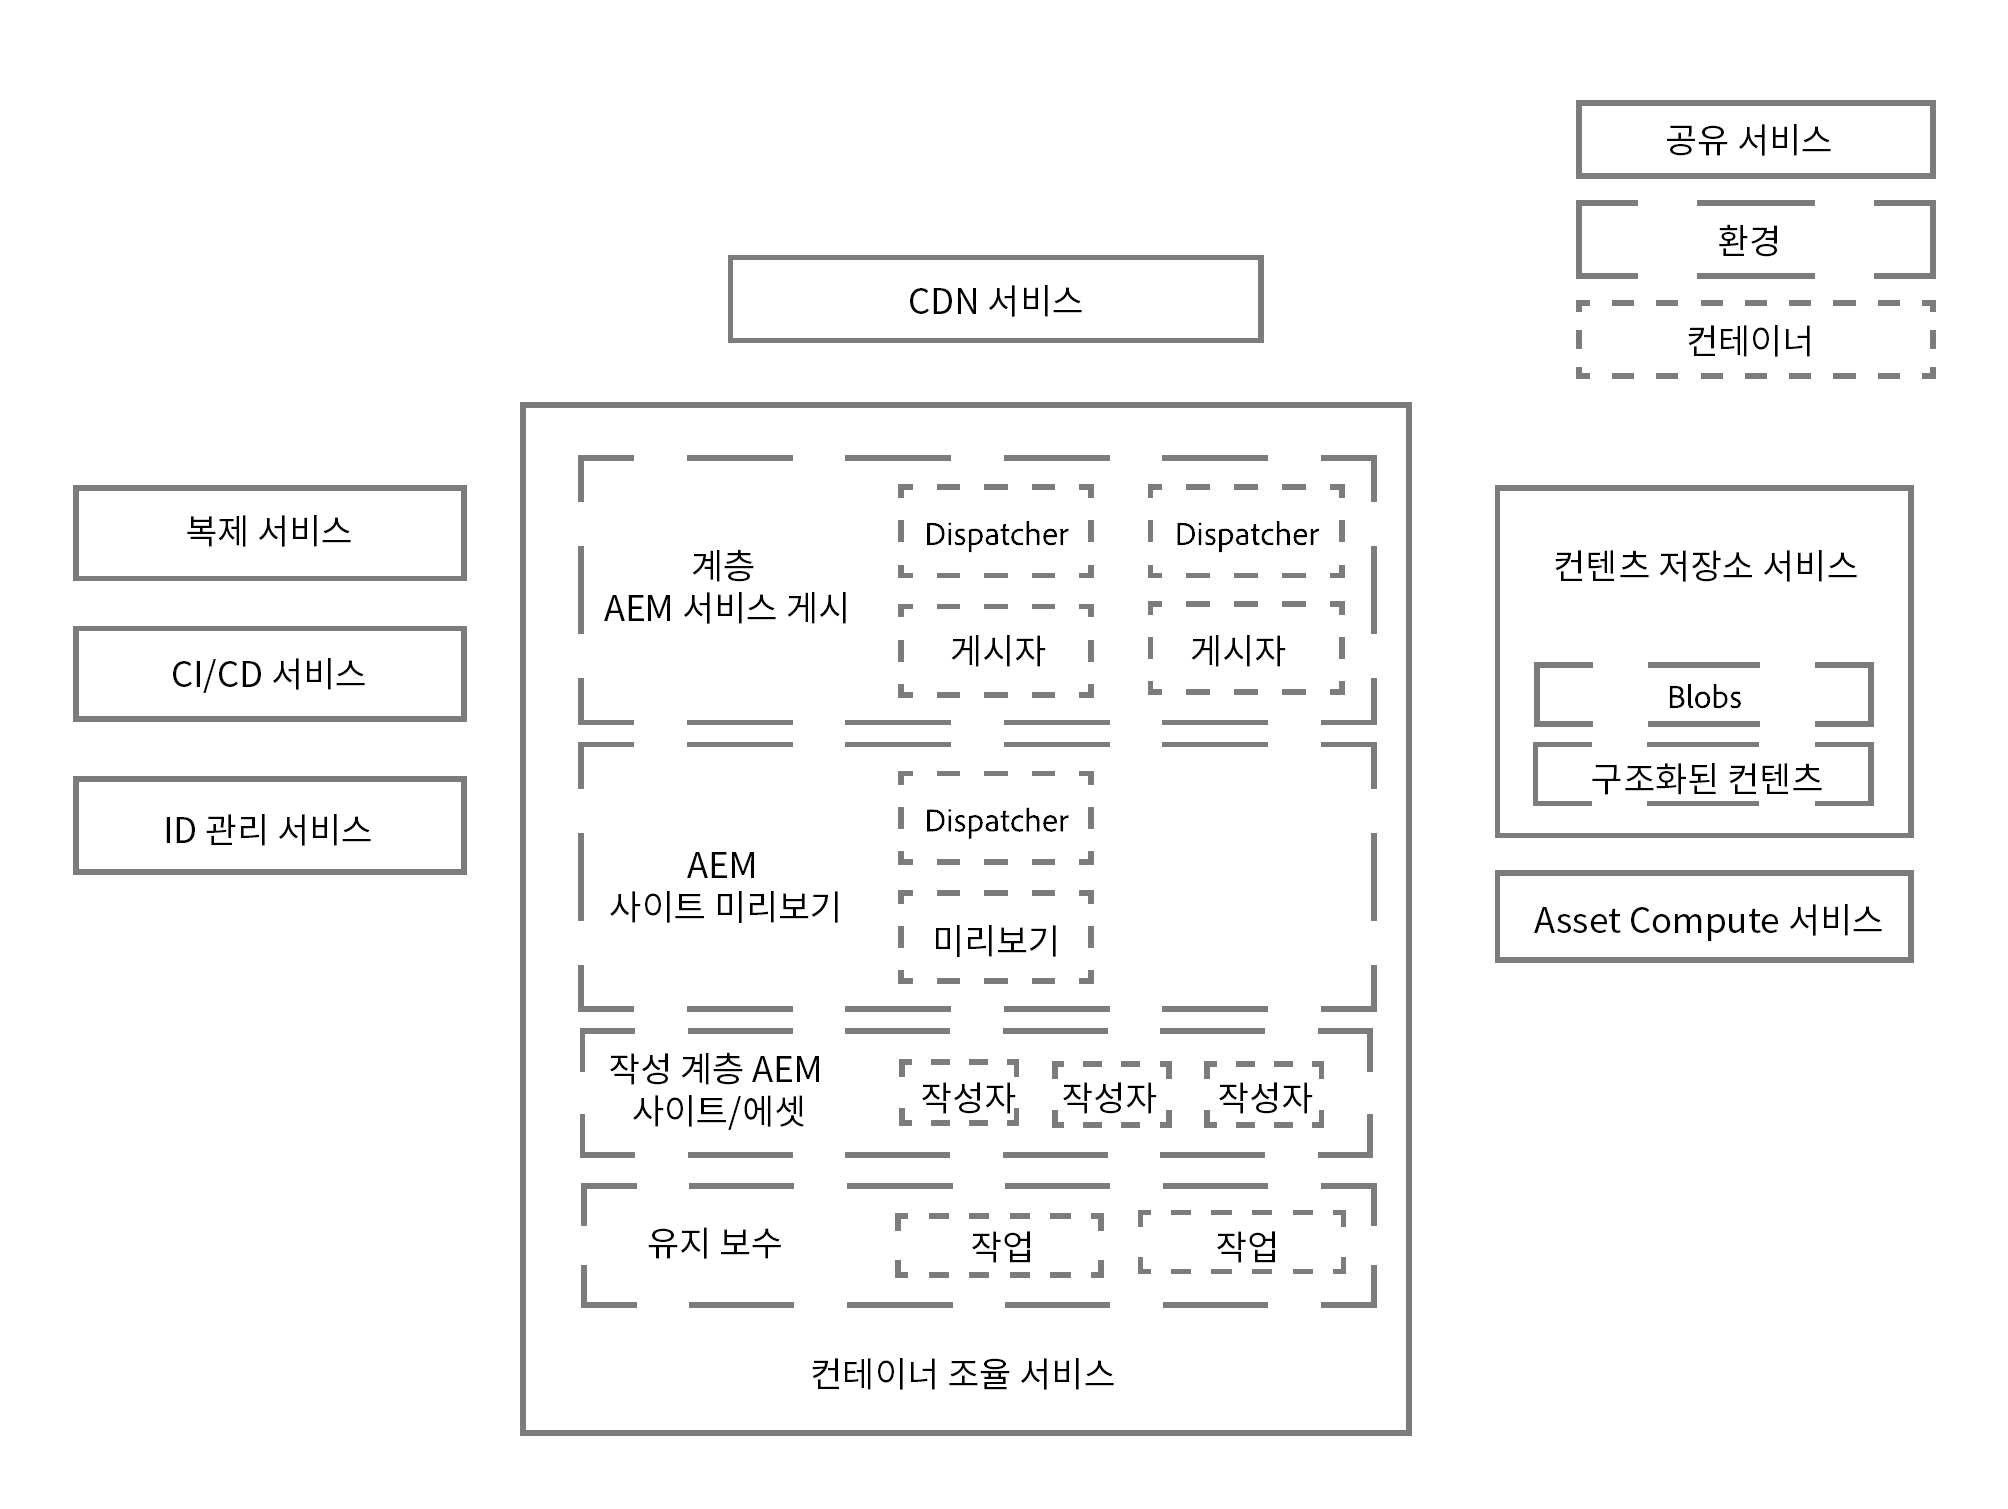 공유 서비스
환경
컨테이너
CDN 서비스
복제 서비스
CI/CD 서비스
ID 관리 서비스
계층
AEM 서비스 게시
Dispatcher
Dispatcher
게시자
게시자
AEM
사이트 미리보기
Dispatcher
미리보기
작성 계층 AEM
사이트/에셋
작성자
작성자
작성자
유지 보수
작업
작업
컨테이너 조율 서비스
컨텐츠 저장소 서비스
Blobs
구조화된 컨텐츠
Asset Compute 서비스